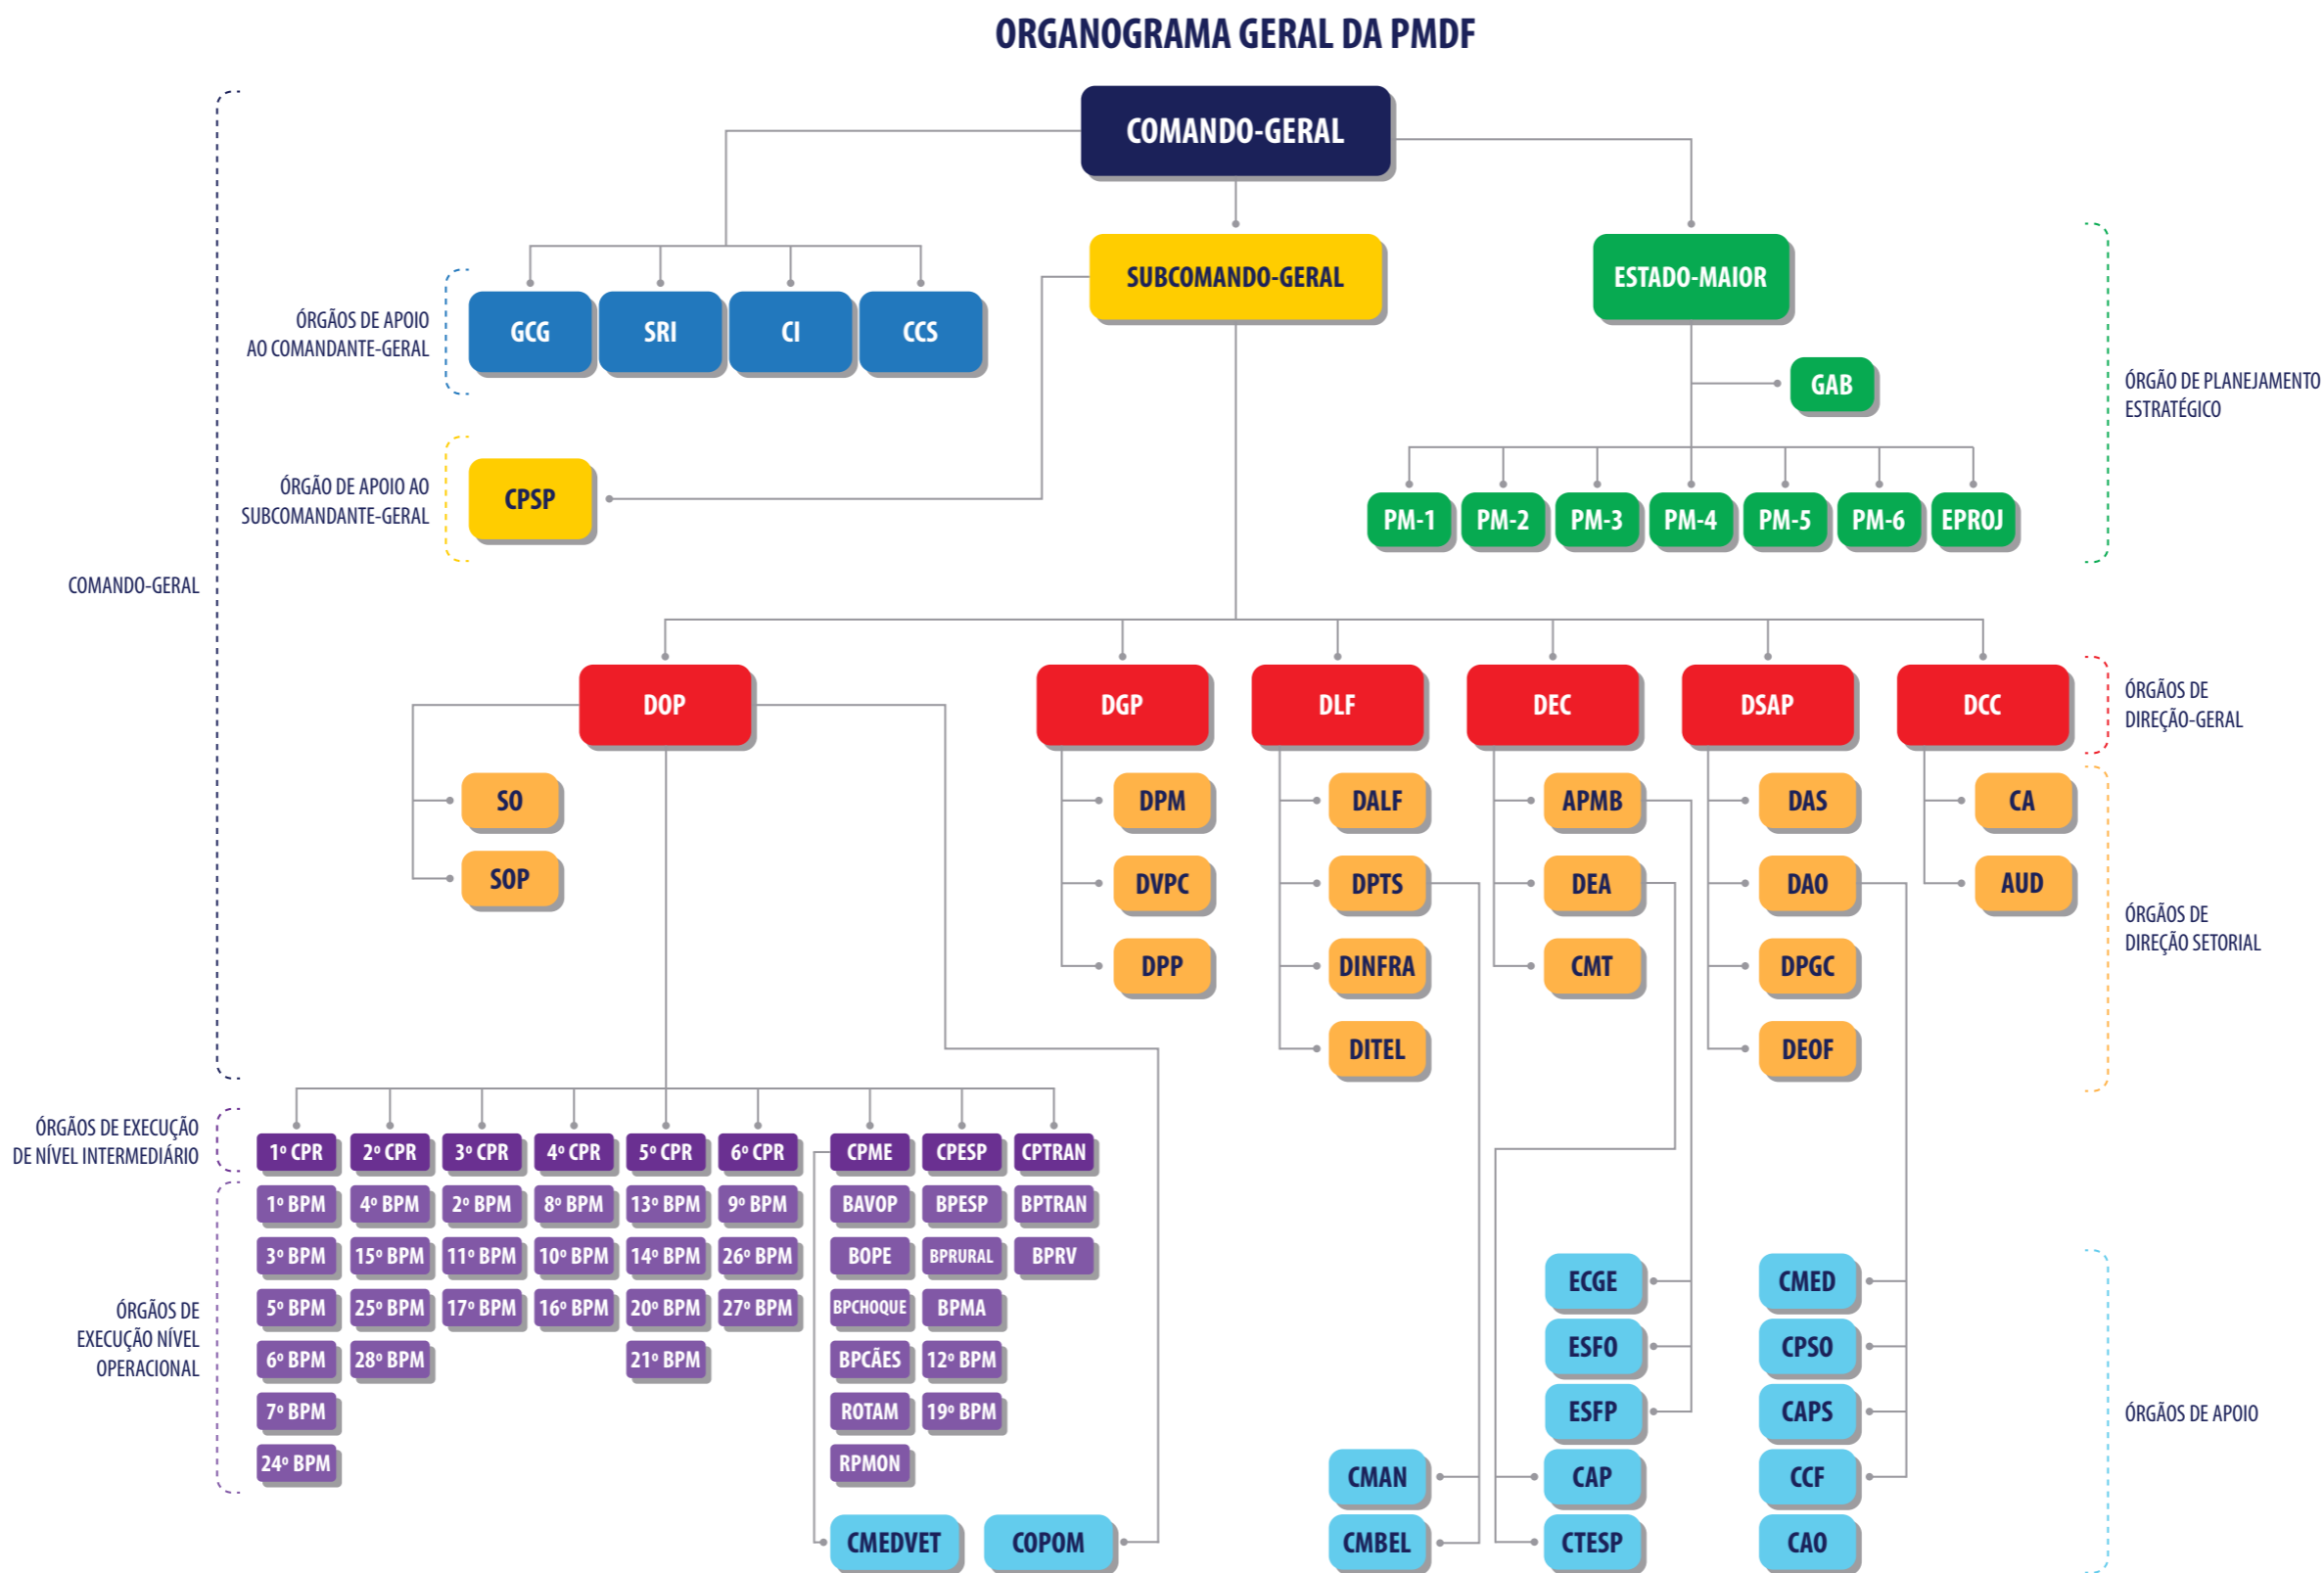 ORGANOGRAMA GERAL DA PMDF
COMANDO-GERAL
SUBCOMANDO-GERAL
ESTADO-MAIOR
ÓRGÃOS DE APOIO
AO COMANDANTE-GERAL
GCG
SRI
CI
CCS
GAB
ÓRGÃO DE PLANEJAMENTO
ESTRATÉGICO
ÓRGÃO DE APOIO AO
SUBCOMANDANTE-GERAL
CPSP
PM-1
PM-2
PM-3
PM-4
PM-5
PM-6
EPROJ
COMANDO-GERAL
DOP
DGP
DLF
DEC
DSAP
DCC
ÓRGÃOS DE
DIREÇÃO-GERAL
SO
DPM
DALF
APMB
DAS
CA
SOP
DVPC
DPTS
DEA
DAO
AUD
ÓRGÃOS DE
DIREÇÃO SETORIAL
DPP
DINFRA
CMT
DPGC
DITEL
DEOF
ÓRGÃOS DE EXECUÇÃO
DE NÍVEL INTERMEDIÁRIO
1º CPR
2º CPR
3º CPR
4º CPR
5º CPR
6º CPR
CPME
CPESP
CPTRAN
1º BPM
4º BPM
2º BPM
8º BPM
13º BPM
9º BPM
BAVOP
BPESP
BPTRAN
3º BPM
15º BPM
11º BPM
10º BPM
14º BPM
26º BPM
BOPE
BPRURAL
BPRV
5º BPM
25º BPM
17º BPM
16º BPM
20º BPM
27º BPM
BPCHOQUE
BPMA
ÓRGÃOS DE
EXECUÇÃO NÍVEL
OPERACIONAL
6º BPM
28º BPM
21º BPM
BPCÃES
12º BPM
7º BPM
ROTAM
19º BPM
24º BPM
RPMON
CMEDVET
COPOM
ECGE
CMED
ESFO
CPSO
ESFP
CAPS
ÓRGÃOS DE APOIO
CMAN
CAP
CCF
CMBEL
CTESP
CAO